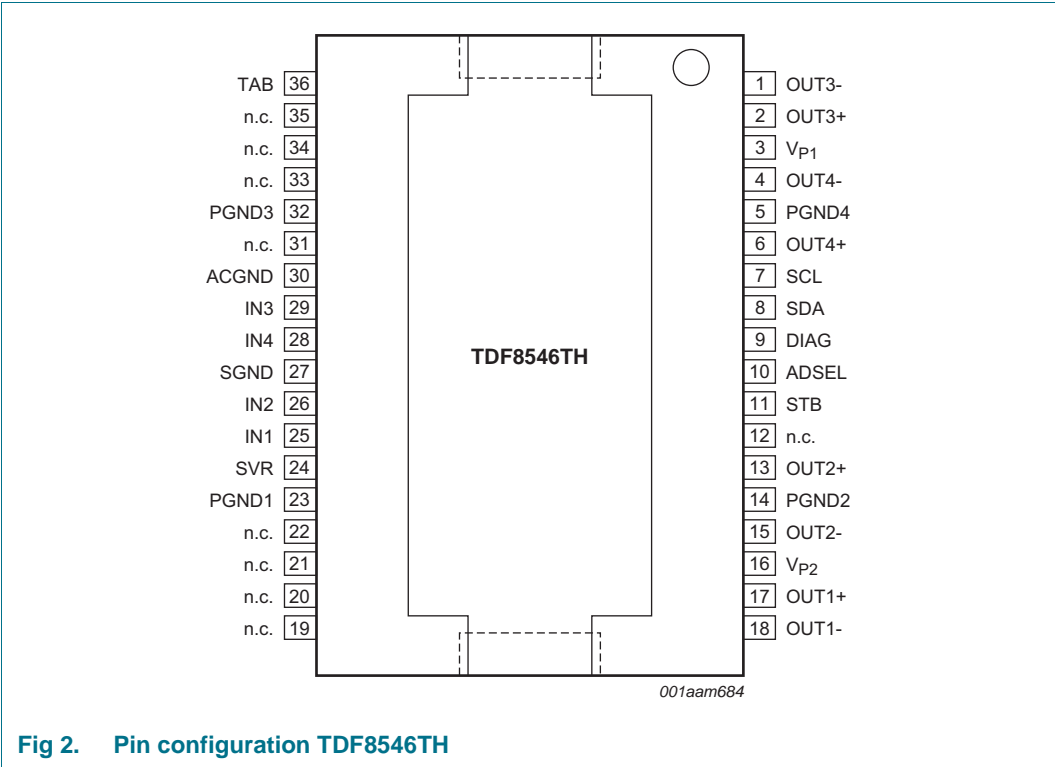 TAB 36 1 OUT3-
n.c. 35 2 OUT3+
n.c. 34 3 VP1
n.c. 33 4 OUT4-
PGND3 32 5 PGND4
n.c. 31 6 OUT4+
ACGND 30 7 SCL
IN3 29 8 SDA
IN4 28 9 DIAG
TDF8546TH
SGND 27 10 ADSEL
IN2 26 11 STB
IN1 25 12 n.c.
SVR 24 13 OUT2+
PGND1 23 14 PGND2
n.c. 22 15 OUT2-
n.c. 21 16 VP2
n.c. 20 17 OUT1+
n.c. 19 18 OUT1-
001aam684
Fig 2. Pin configuration TDF8546TH